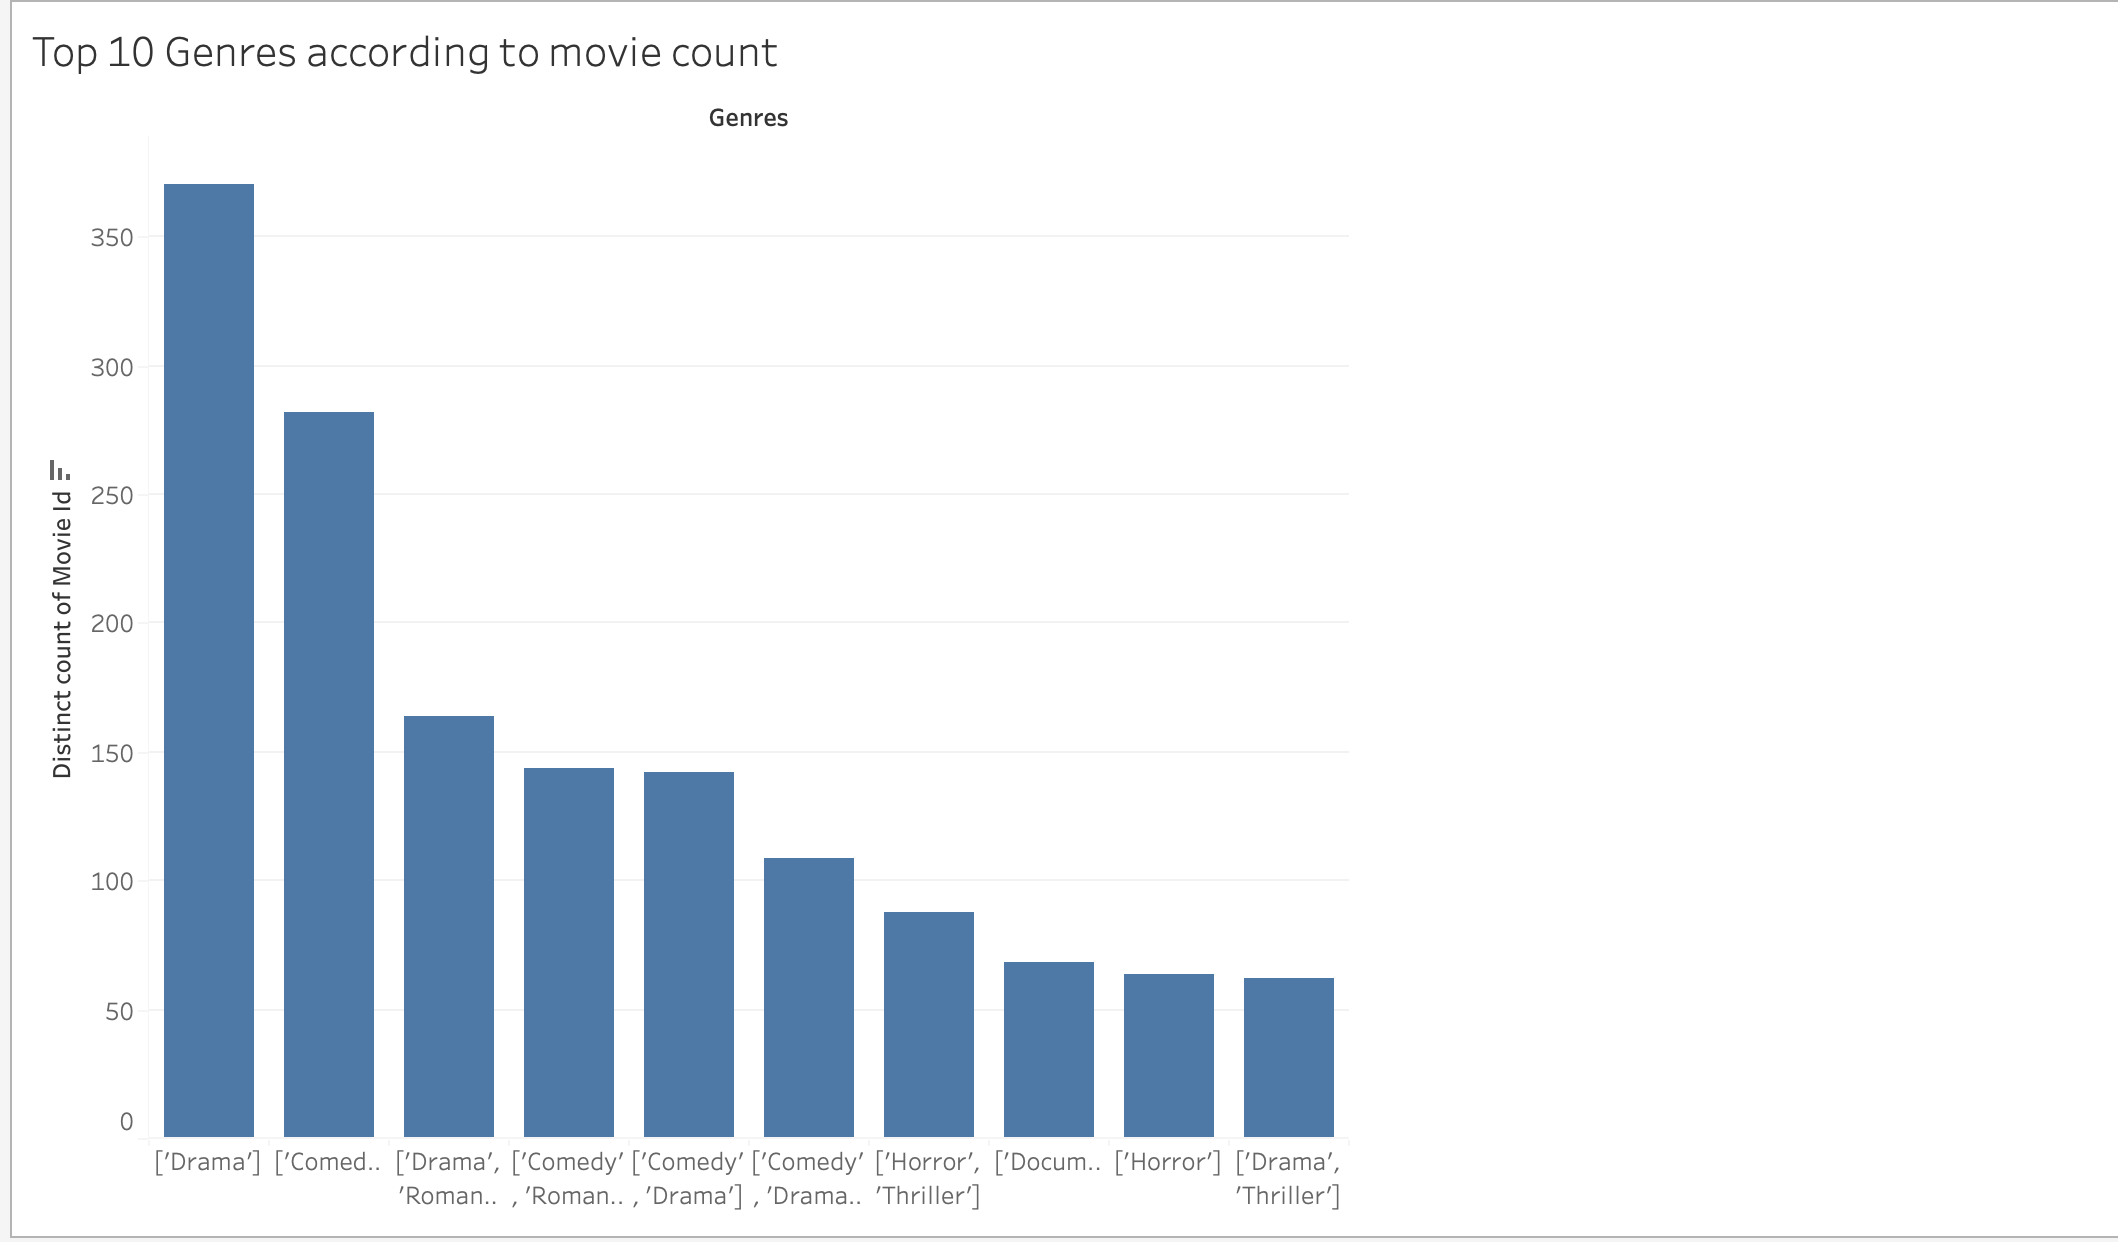 Top 10 Genres according to movie count
Genres
Distinct count of Movie Id
350
300
250
200
150
100
50
0
['Drama'] ['Comed.. ['Drama', ['Comedy' ['Comedy' ['Comedy' ['Horror', ['Docum.. ['Horror'] ['Drama',
'Roman.. , 'Roman.. , 'Drama'] , 'Drama.. 'Thriller'] 'Thriller']